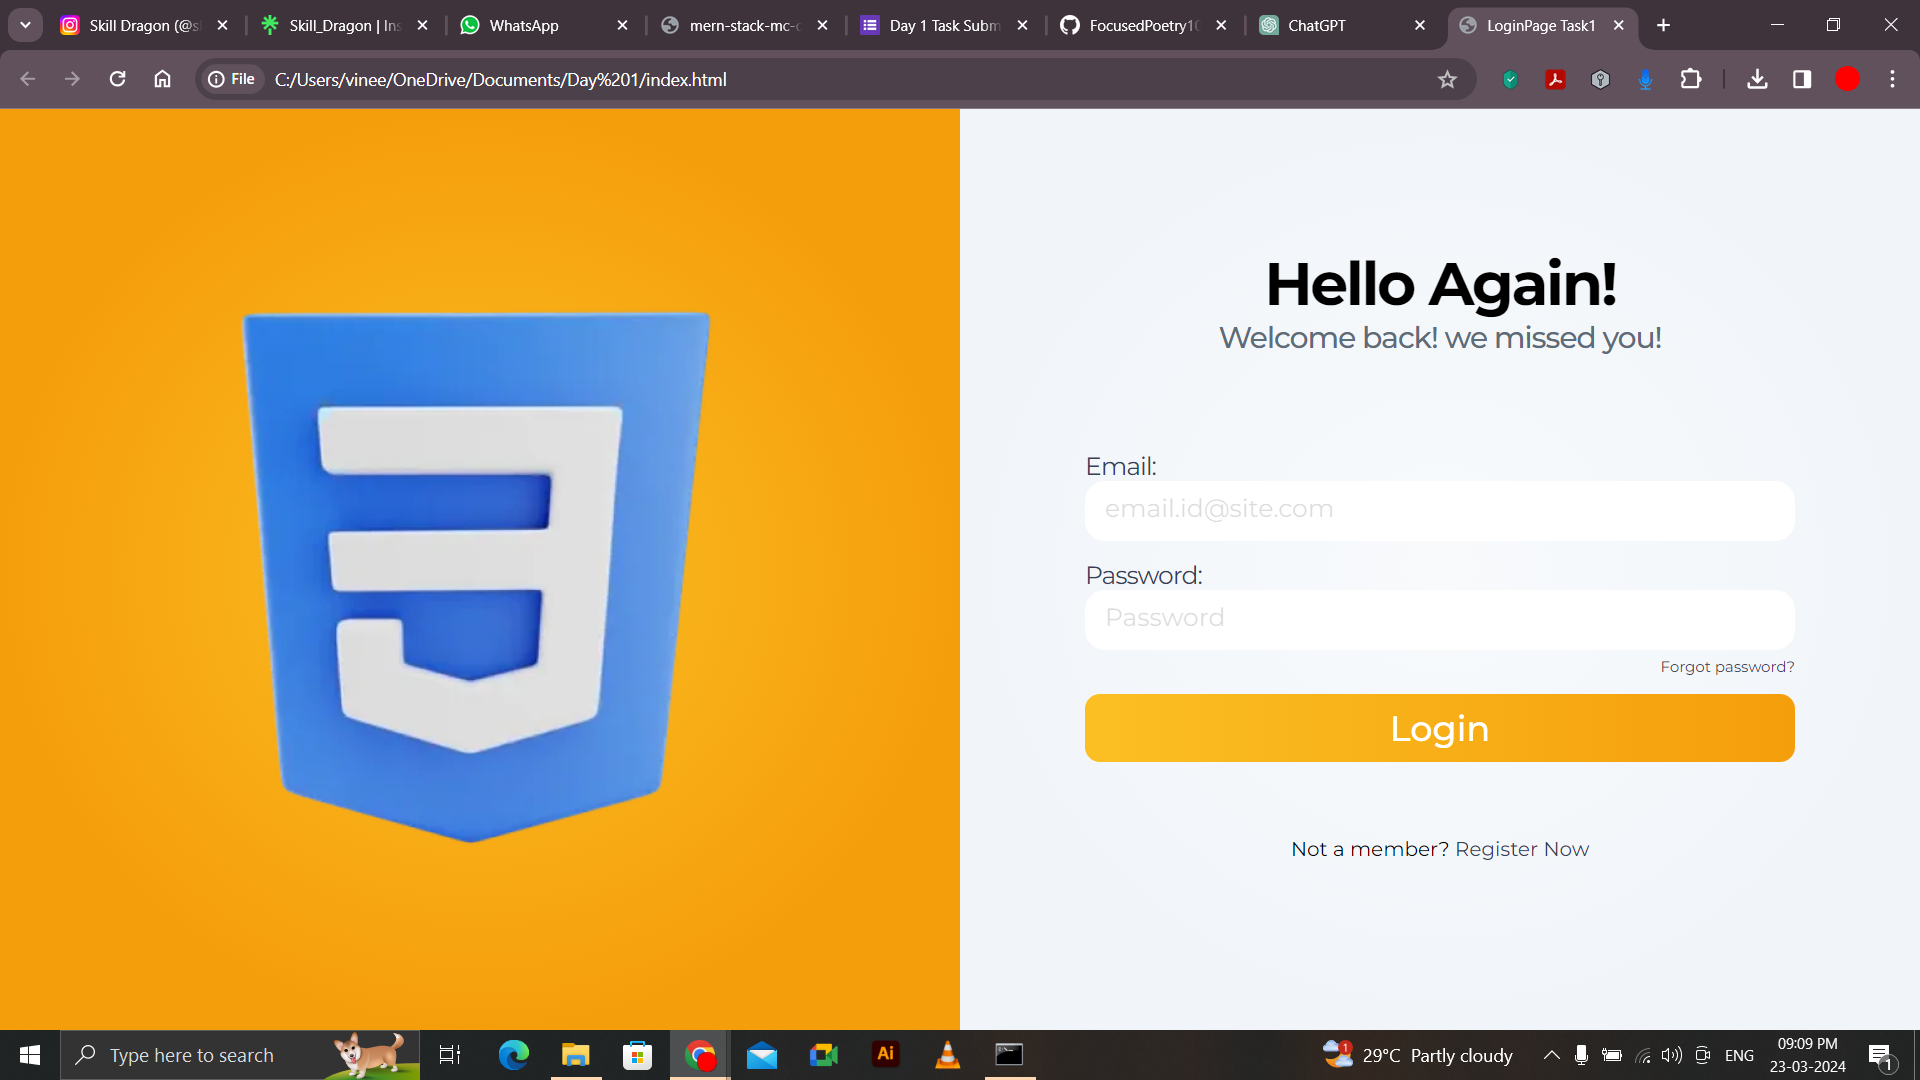 Skill Dragon (@s
Skill_Dragon | Ins
WhatsApp
mern-stack-mc-c
Day 1 Task Subm
FocusedPoetry10
ChatGPT
LoginPage Task1
File
C:/Users/vinee/OneDrive/Documents/Day%201/index.html
Hello Again!
Welcome back! we missed you!
Email:
email.id@site.com
Password:
Password
Forgot password?
Login
Not a member? Register Now
Type here to search
Ai
1
29°C Partly cloudy
ENG
09:09 PM
23-03-2024
1